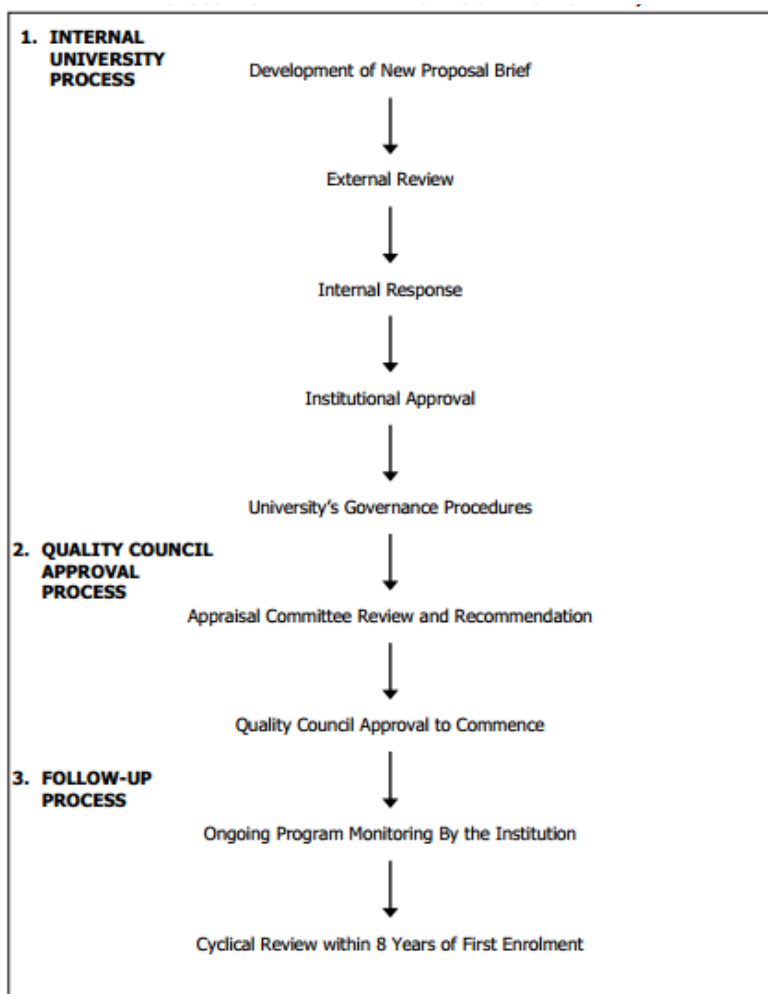 1. INTERNAL
UNIVERSITY
PROCESS
Development of New Proposal Brief
External Review
Internal Response
Institutional Approval
University's Governance Procedures
2. QUALITY COUNCIL
APPROVAL
PROCESS
Appraisal Committee Review and Recommendation
Quality Council Approval to Commence
3. FOLLOW-UP
PROCESS
Ongoing Program Monitoring By the Institution
Cyclical Review within 8 Years of First Enrolment